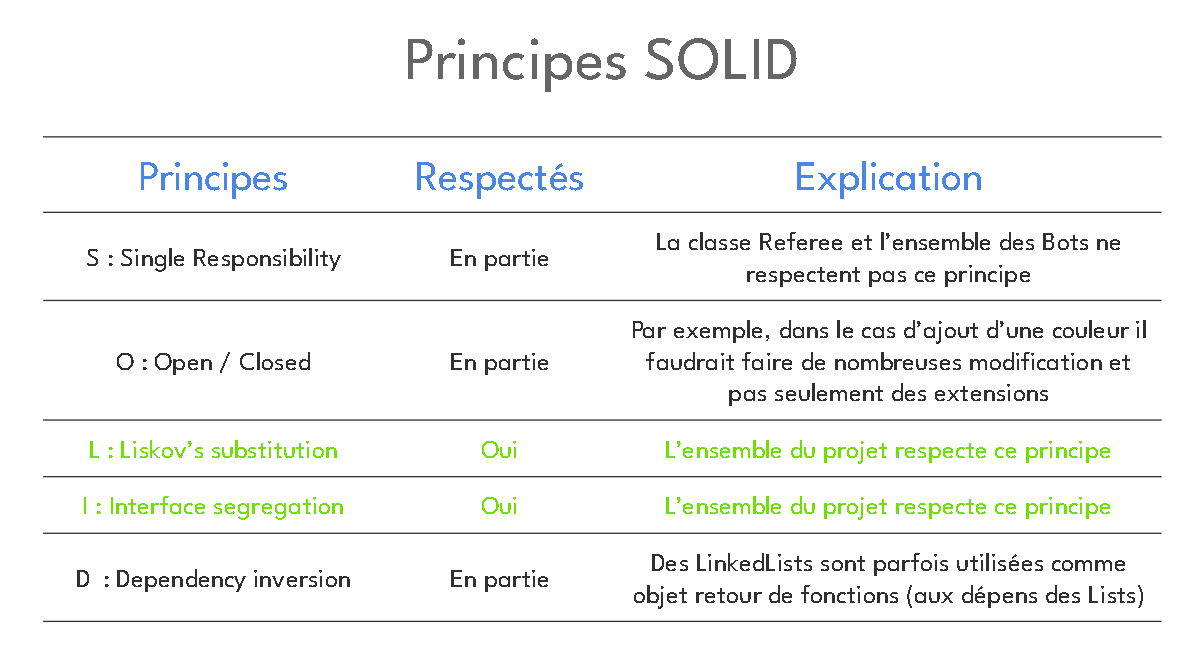 Principes SOLID
Principes Respectés Explication
S : Single Responsibility En partie La classe Referee et l’ensemble des Bots ne
respectent pas ce principe
O : Open / Closed En partie Par exemple, dans le cas d’ajout d’une couleur il
faudrait faire de nombreuses modification et
pas seulement des extensions
L : Liskov’s substitution Oui L’ensemble du projet respecte ce principe
I : Interface segregation Oui L’ensemble du projet respecte ce principe
D : Dependency inversion En partie Des LinkedLists sont parfois utilisées comme
objet retour de fonctions (aux dépens des Lists)